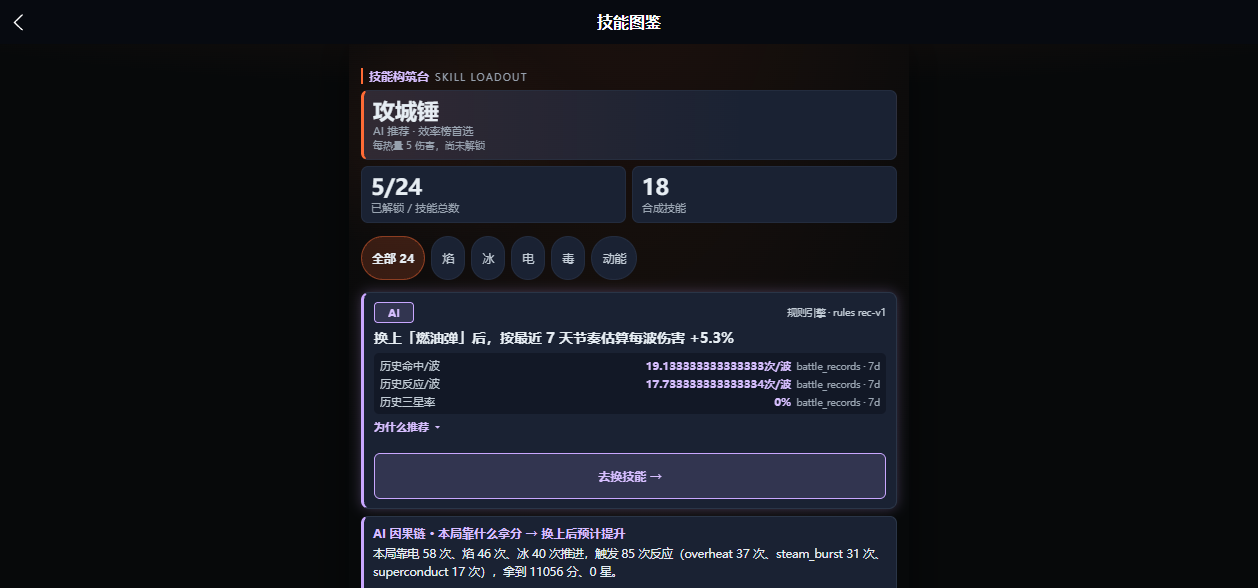 技能图鉴
技能构筑台 SKILL LOADOUT
攻城锤
AI 推荐 · 效率榜首选
每热量 5 伤害，尚未解锁
5/24
已解锁 / 技能总数
18
合成技能
全部 24
焰
冰
电
毒
动能
AI
规则引擎 · rules rec-v1
换上「燃油弹」后，按最近 7 天节奏估算每波伤害 +5.3%
历史命中/波 19.133333333333333次/波 battle_records · 7d
历史反应/波 17.733333333333334次/波 battle_records · 7d
历史三星率 0% battle_records · 7d
为什么推荐
去换技能 →
AI 因果链 · 本局靠什么拿分 → 换上后预计提升
本局靠电 58 次、焰 46 次、冰 40 次推进，触发 85 次反应（overheat 37 次、steam_burst 31 次、
superconduct 17 次），拿到 11056 分、0 星。